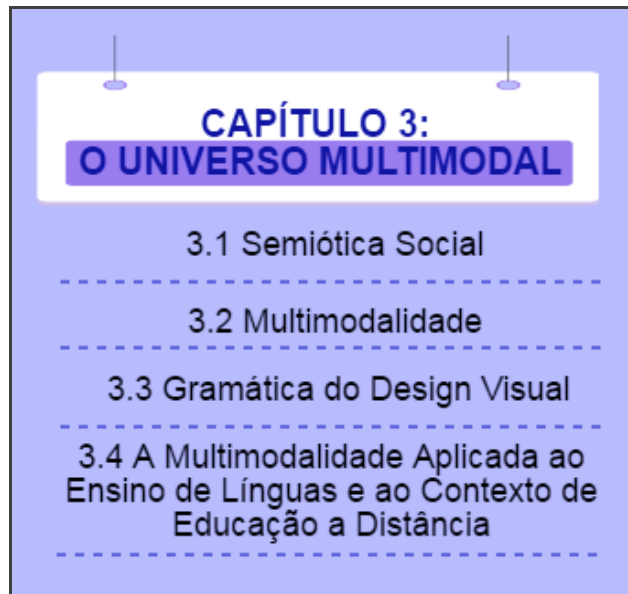 CAPÍTULO 3:
O UNIVERSO MULTIMODAL
3.1 Semiótica Social
3.2 Multimodalidade
3.3 Gramática do Design Visual
3.4 A Multimodalidade Aplicada ao
Ensino de Línguas e ao Contexto de
Educação a Distância